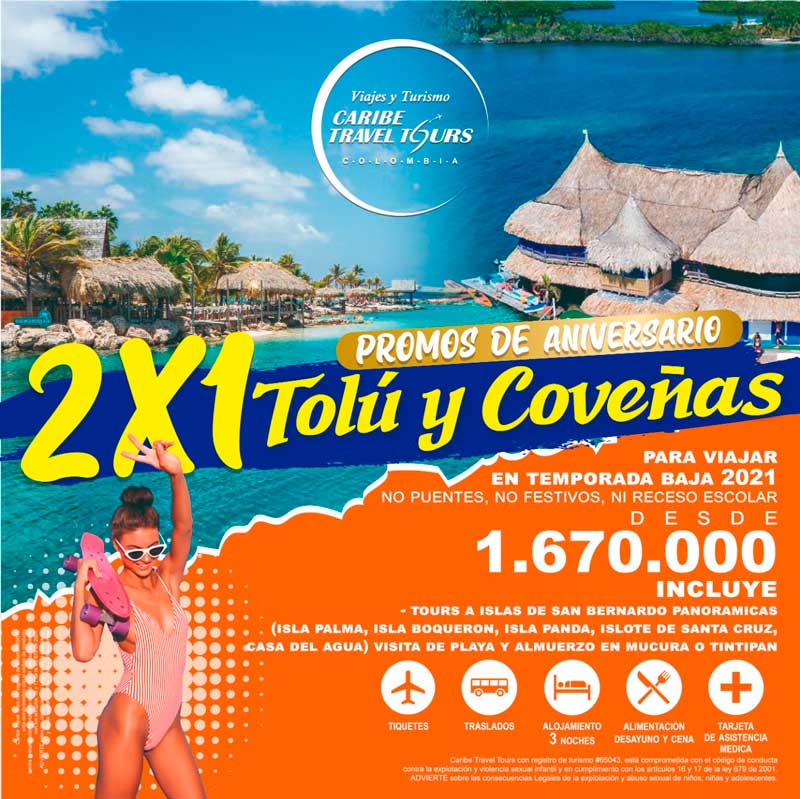 Viajes y Turismo
CARIBE
TRAVEL TOURS
C-O-L-O-M-B-I-A
PROMOS DE ANIVERSARIO
2X1 Tolú y Coveñas
PARA VIAJAR
EN TEMPORADA BAJA 2021
NO PUENTES, NO FESTIVOS, NI RECESO ESCOLAR
DESDE
1.670.000
INCLUYE
- TOURS A ISLAS DE SAN BERNARDO PANORAMICAS
(ISLA PALMA, ISLA BOQUERON, ISLA PANDA, ISLOTE DE SANTA CRUZ,
CASA DEL AGUA) VISITA DE PLAYA Y ALMUERZO EN MUCURA O TINTIPAN
TIQUETES
TRASLADOS
ALOJAMIENTO
3 NOCHES
ALIMENTACIÓN
DESAYUNO Y CENA
TARJETA
DE ASISTENCIA
MEDICA
Caribe Travel Tours con registro de turismo #65043, está comprometida con el código de conducta
contra la explotación y violencia sexual infantil y en cumplimiento con los artículos 16 y 17 de la ley 679 de 2001.
ADVIERTE sobre las consecuencias Legales de la explotación y abuso sexual de niños, niñas y adolescentes.